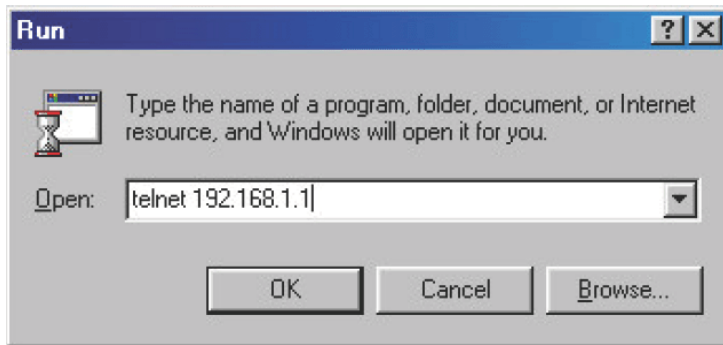 Run
Type the name of a program, folder, document, or Internet
resource, and Windows will open it for you.
Open: telnet 192.168.1.1
OK Cancel Browse...